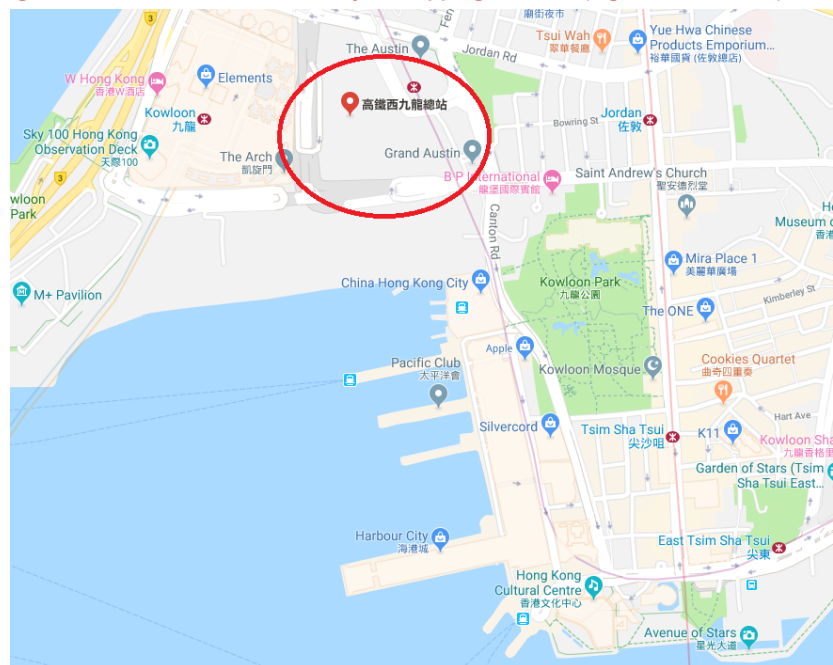 3
廟街夜市
Tsui Wah
翠華餐廳
Yue Hwa Chinese
Products Emporium...
裕華國貨 (佐敦總店)
The Austin
Jordan Rd
W Hong Kong
香港W酒店
Elements
高鐵西九龍總站
Kowloon
九龍
Bowring St
Jordan
佐敦
Sky 100 Hong Kong
Observation Deck
天際100
The Arch
凱旋門
Grand Austin
B P International
龍堡國際賓館
Saint Andrew's Church
聖安德烈堂
3
wloon
Park
Canton Rd
Museum
香港
Mira Place 1
美麗華廣場
M+ Pavilion
China Hong Kong City
Kowloon Park
九龍公園
Kimberley St
The ONE
Apple
Pacific Club
太平洋會
Kowloon Mosque
Cookies Quartet
曲奇四重奏
Hart Ave
Silvercord
Tsim Sha Tsui
尖沙咀
K11
Kowloon Sha
九龍香格里
Garden of Stars (Tsim
Sha Tsui East...
Harbour City
海港城
East Tsim Sha Tsui
尖東
Hong Kong
Cultural Centre
香港文化中心
Avenue of Stars
星光大道